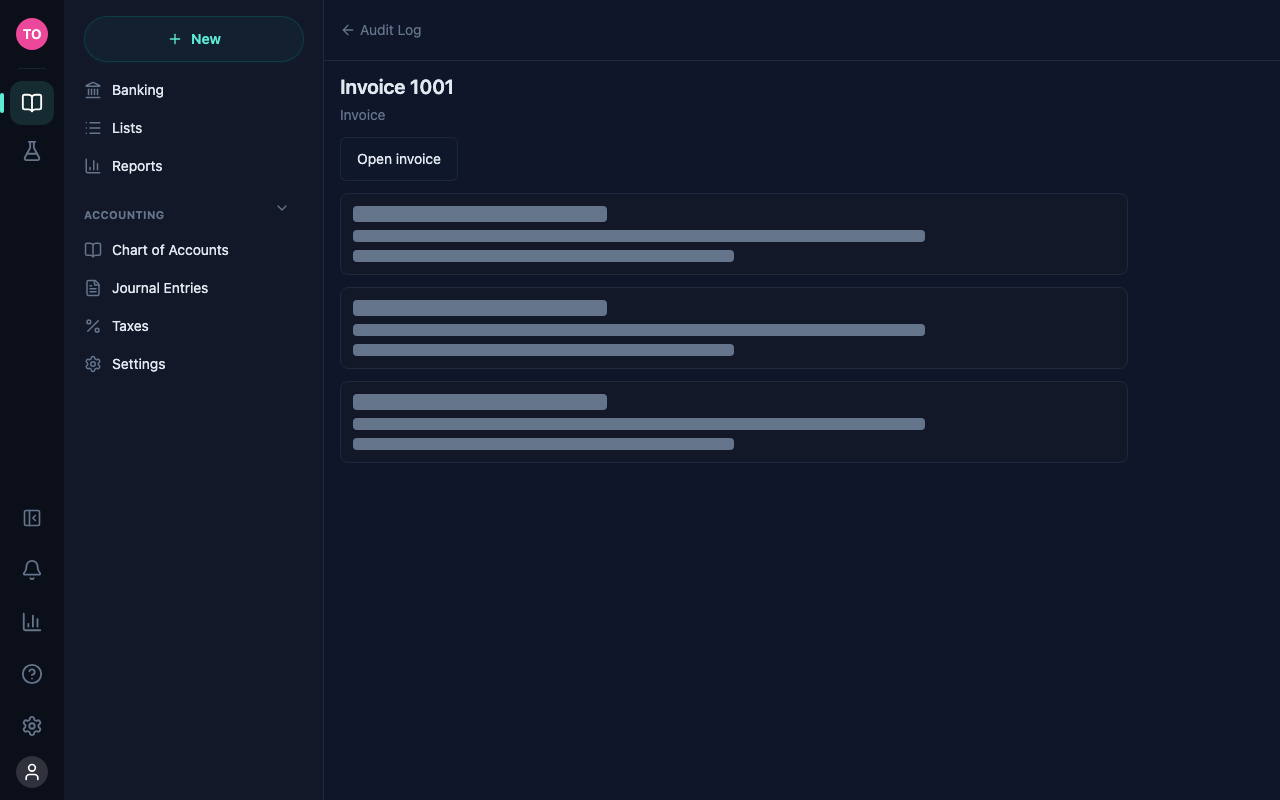 TO
New
Banking
Lists
Reports
ACCOUNTING
Chart of Accounts
Journal Entries
Taxes
Settings
Audit Log
Invoice 1001
Invoice
Open invoice